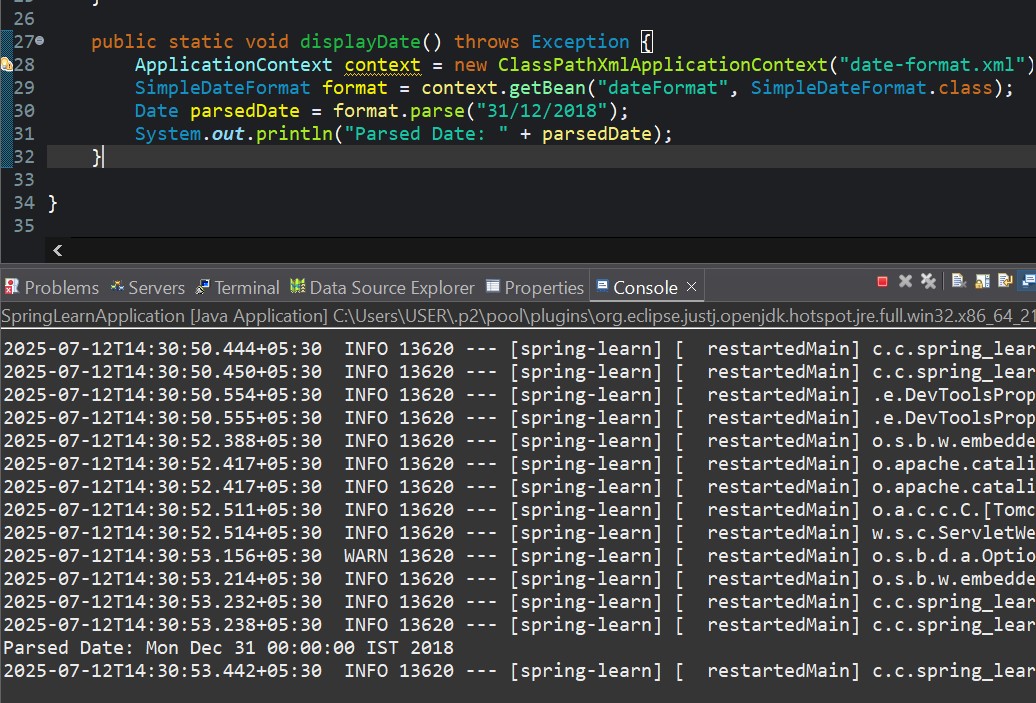 26
27 public static void displayDate() throws Exception {
28 ApplicationContext context = new ClassPathXmlApplicationContext("date-format.xml")
29 SimpleDateFormat format = context.getBean("dateFormat", SimpleDateFormat.class);
30 Date parsedDate = format.parse("31/12/2018");
31 System.out.println("Parsed Date: " + parsedDate);
32 }
33
34 }
35
Problems Servers Terminal Data Source Explorer Properties Console
SpringLearnApplication [Java Application] C:\Users\USER\.p2\pool\plugins\org.eclipse.justj.openjdk.hotspot.jre.full.win32.x86_64_21
2025-07-12T14:30:50.444+05:30  INFO 13620 --- [spring-learn] [  restartedMain] c.c.spring_lear
2025-07-12T14:30:50.450+05:30  INFO 13620 --- [spring-learn] [  restartedMain] c.c.spring_lear
2025-07-12T14:30:50.554+05:30  INFO 13620 --- [spring-learn] [  restartedMain] .e.DevToolsProp
2025-07-12T14:30:50.555+05:30  INFO 13620 --- [spring-learn] [  restartedMain] .e.DevToolsProp
2025-07-12T14:30:52.388+05:30  INFO 13620 --- [spring-learn] [  restartedMain] o.s.b.w.embedde
2025-07-12T14:30:52.417+05:30  INFO 13620 --- [spring-learn] [  restartedMain] o.apache.catali
2025-07-12T14:30:52.417+05:30  INFO 13620 --- [spring-learn] [  restartedMain] o.apache.catali
2025-07-12T14:30:52.511+05:30  INFO 13620 --- [spring-learn] [  restartedMain] o.a.c.c.C.[Tomc
2025-07-12T14:30:52.514+05:30  INFO 13620 --- [spring-learn] [  restartedMain] w.s.c.ServletWe
2025-07-12T14:30:53.156+05:30  WARN 13620 --- [spring-learn] [  restartedMain] o.s.b.d.a.Optio
2025-07-12T14:30:53.214+05:30  INFO 13620 --- [spring-learn] [  restartedMain] o.s.b.w.embedde
2025-07-12T14:30:53.232+05:30  INFO 13620 --- [spring-learn] [  restartedMain] c.c.spring_lear
2025-07-12T14:30:53.238+05:30  INFO 13620 --- [spring-learn] [  restartedMain] c.c.spring_lear
Parsed Date: Mon Dec 31 00:00:00 IST 2018
2025-07-12T14:30:53.442+05:30  INFO 13620 --- [spring-learn] [  restartedMain] c.c.spring_lear